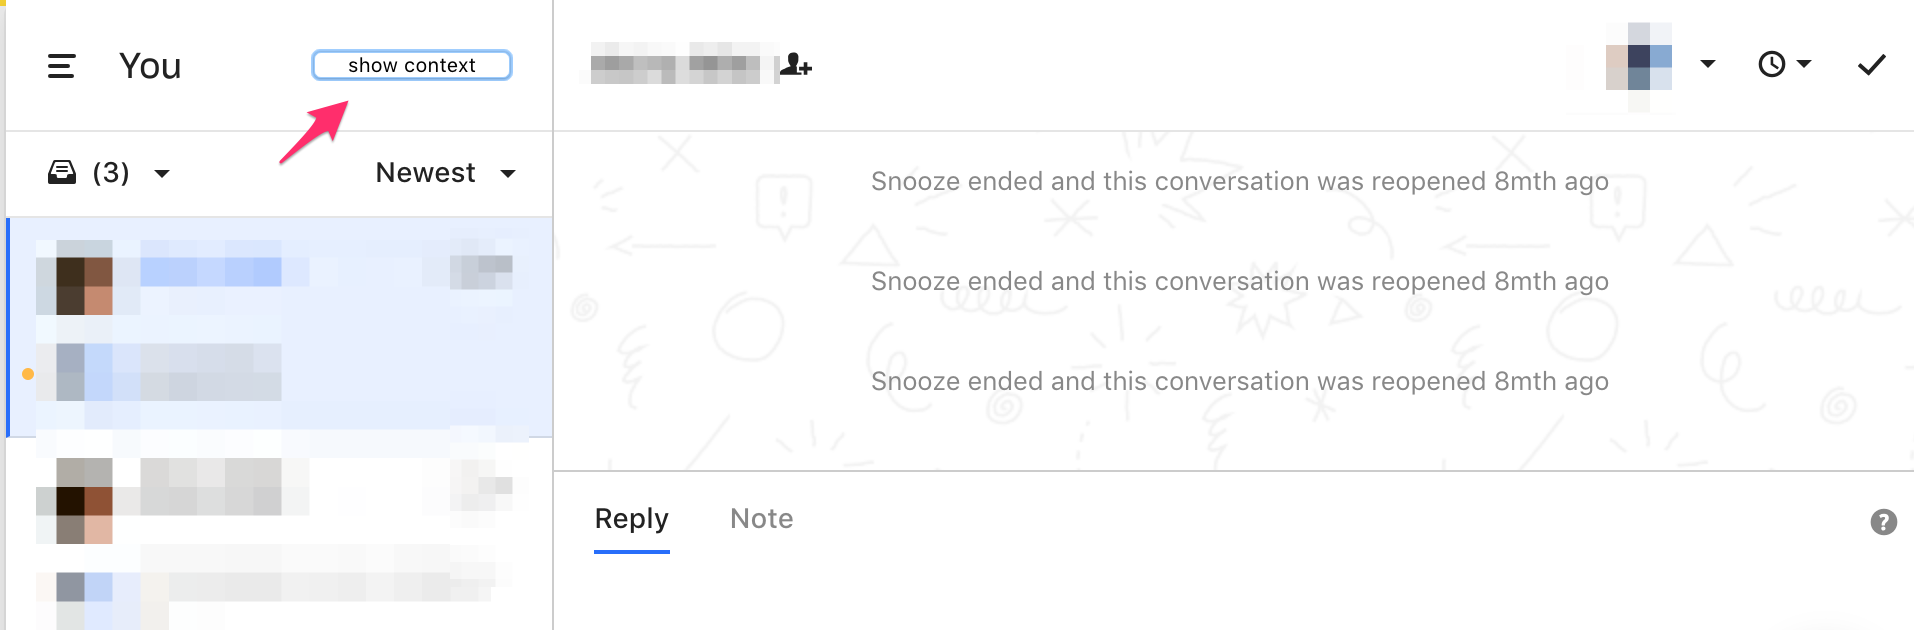 You
show context
(3)
Newest
Snooze ended and this conversation was reopened 8mth ago
Snooze ended and this conversation was reopened 8mth ago
Snooze ended and this conversation was reopened 8mth ago
Reply
Note
?